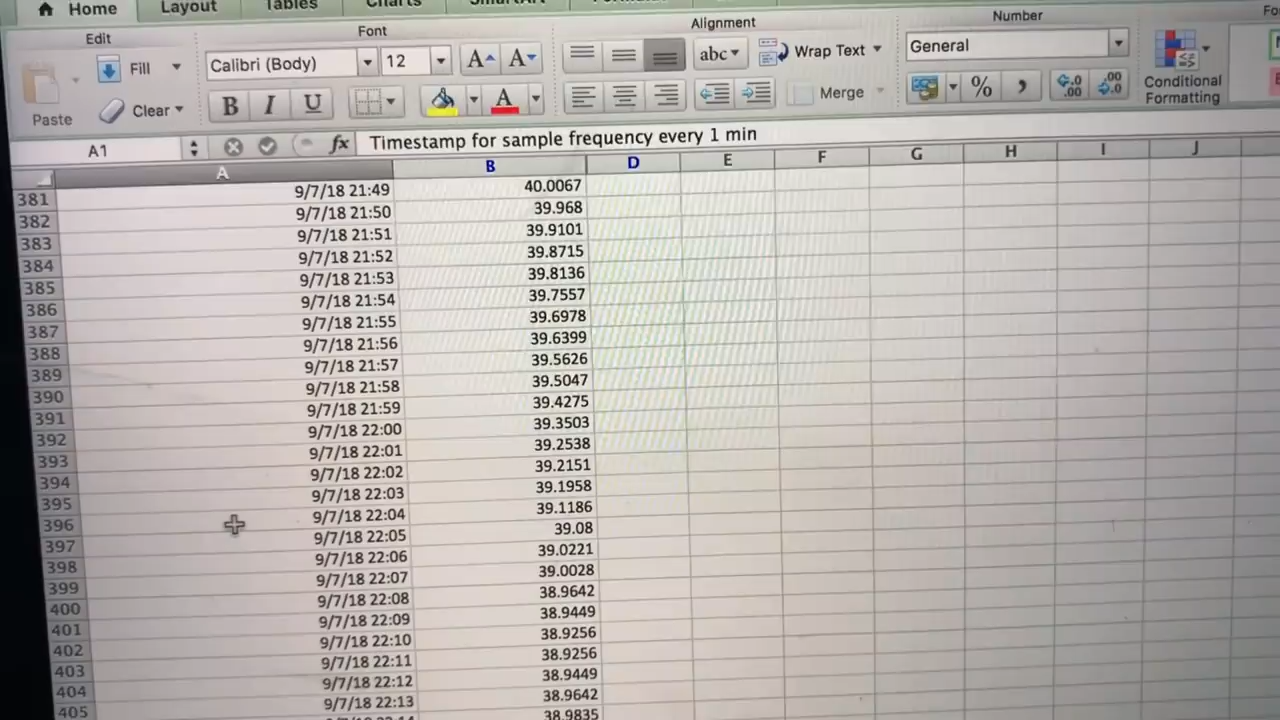 Home Layout Tables Charts SmartArt
Edit Font Alignment Number
Fill Calibri (Body) 12 A A abc Wrap Text General
Paste Clear B I U A Merge % , .0 .00 .00 .0 Conditional Formatting
A1 fx Timestamp for sample frequency every 1 min
A B D E F G H I J
381 9/7/18 21:49 40.0067
382 9/7/18 21:50 39.968
383 9/7/18 21:51 39.9101
384 9/7/18 21:52 39.8715
385 9/7/18 21:53 39.8136
386 9/7/18 21:54 39.7557
387 9/7/18 21:55 39.6978
388 9/7/18 21:56 39.6399
389 9/7/18 21:57 39.5626
390 9/7/18 21:58 39.5047
391 9/7/18 21:59 39.4275
392 9/7/18 22:00 39.3503
393 9/7/18 22:01 39.2538
394 9/7/18 22:02 39.2151
395 9/7/18 22:03 39.1958
396 9/7/18 22:04 39.1186
397 9/7/18 22:05 39.08
398 9/7/18 22:06 39.0221
399 9/7/18 22:07 39.0028
400 9/7/18 22:08 38.9642
401 9/7/18 22:09 38.9449
402 9/7/18 22:10 38.9256
403 9/7/18 22:11 38.9256
404 9/7/18 22:12 38.9449
405 9/7/18 22:13 38.9642
38.9835